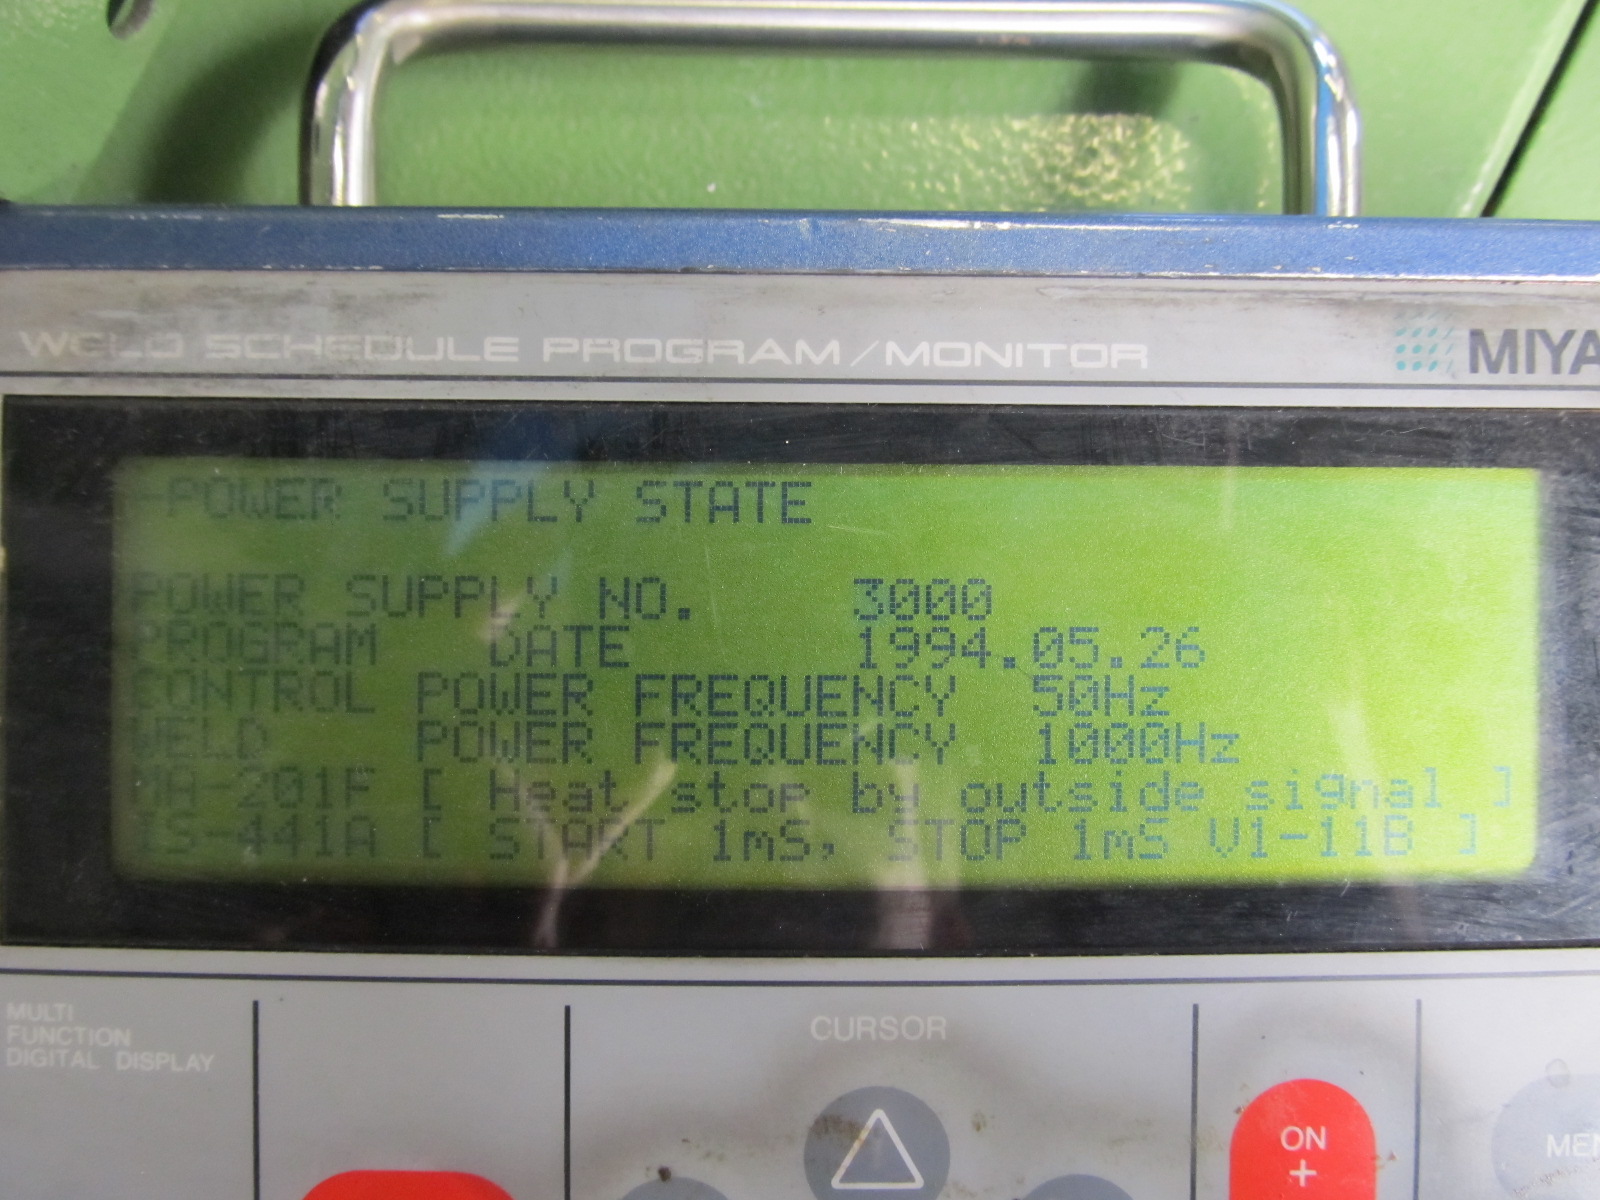 WELD SCHEDULE PROGRAM/MONITOR
MIYA
POWER SUPPLY STATE
POWER SUPPLY NO. 3000
PROGRAM DATE 1994.05.26
CONTROL POWER FREQUENCY 50Hz
WELD POWER FREQUENCY 1000Hz
MA-201F [ Heat stop by outside signal ]
IS-441A [ START 1mS, STOP 1mS V1-11B ]
MULTI
FUNCTION
DIGITAL DISPLAY
CURSOR
ON
+
MEN